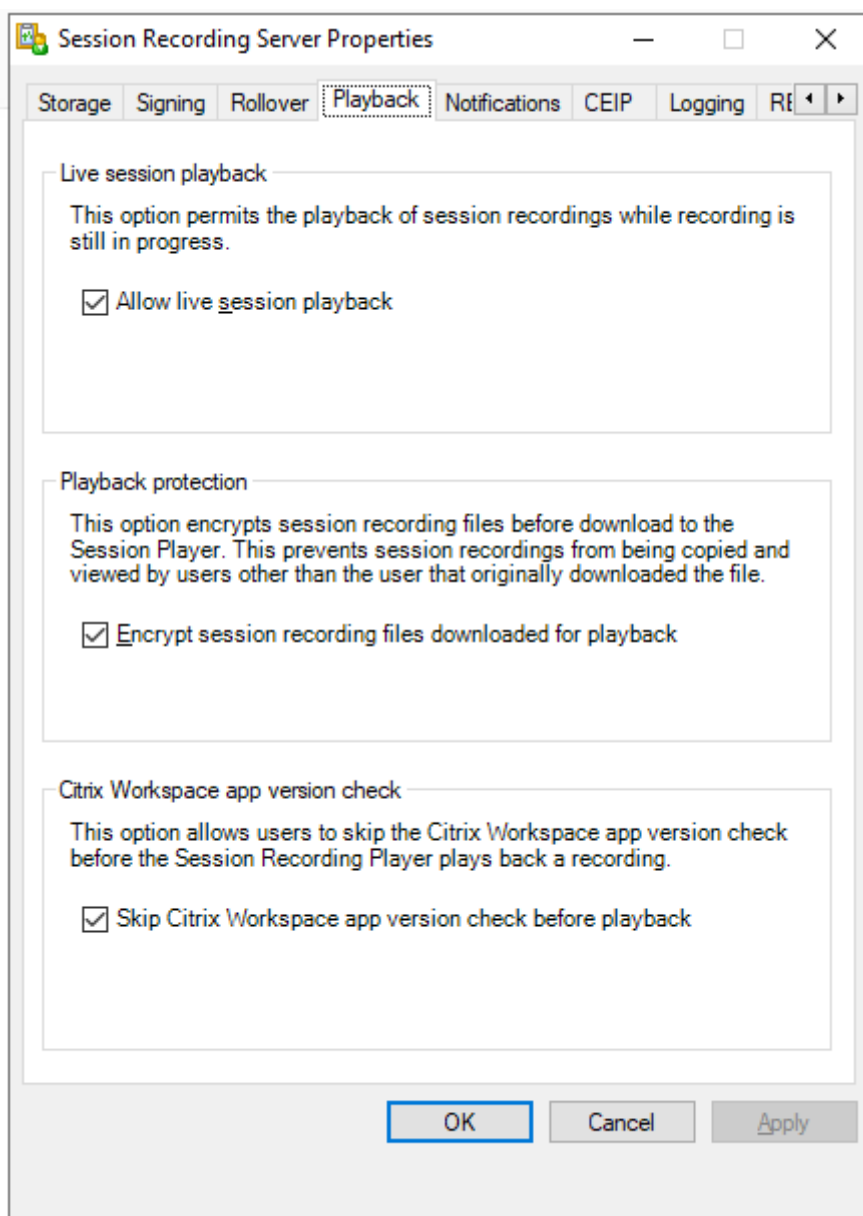 Session Recording Server Properties
Storage Signing Rollover Playback Notifications CEIP Logging
Live session playback
This option permits the playback of session recordings while recording is
still in progress.
Allow live session playback
Playback protection
This option encrypts session recording files before download to the
Session Player. This prevents session recordings from being copied and
viewed by users other than the user that originally downloaded the file.
Encrypt session recording files downloaded for playback
Citrix Workspace app version check
This option allows users to skip the Citrix Workspace app version check
before the Session Recording Player plays back a recording.
Skip Citrix Workspace app version check before playback
OK Cancel Apply